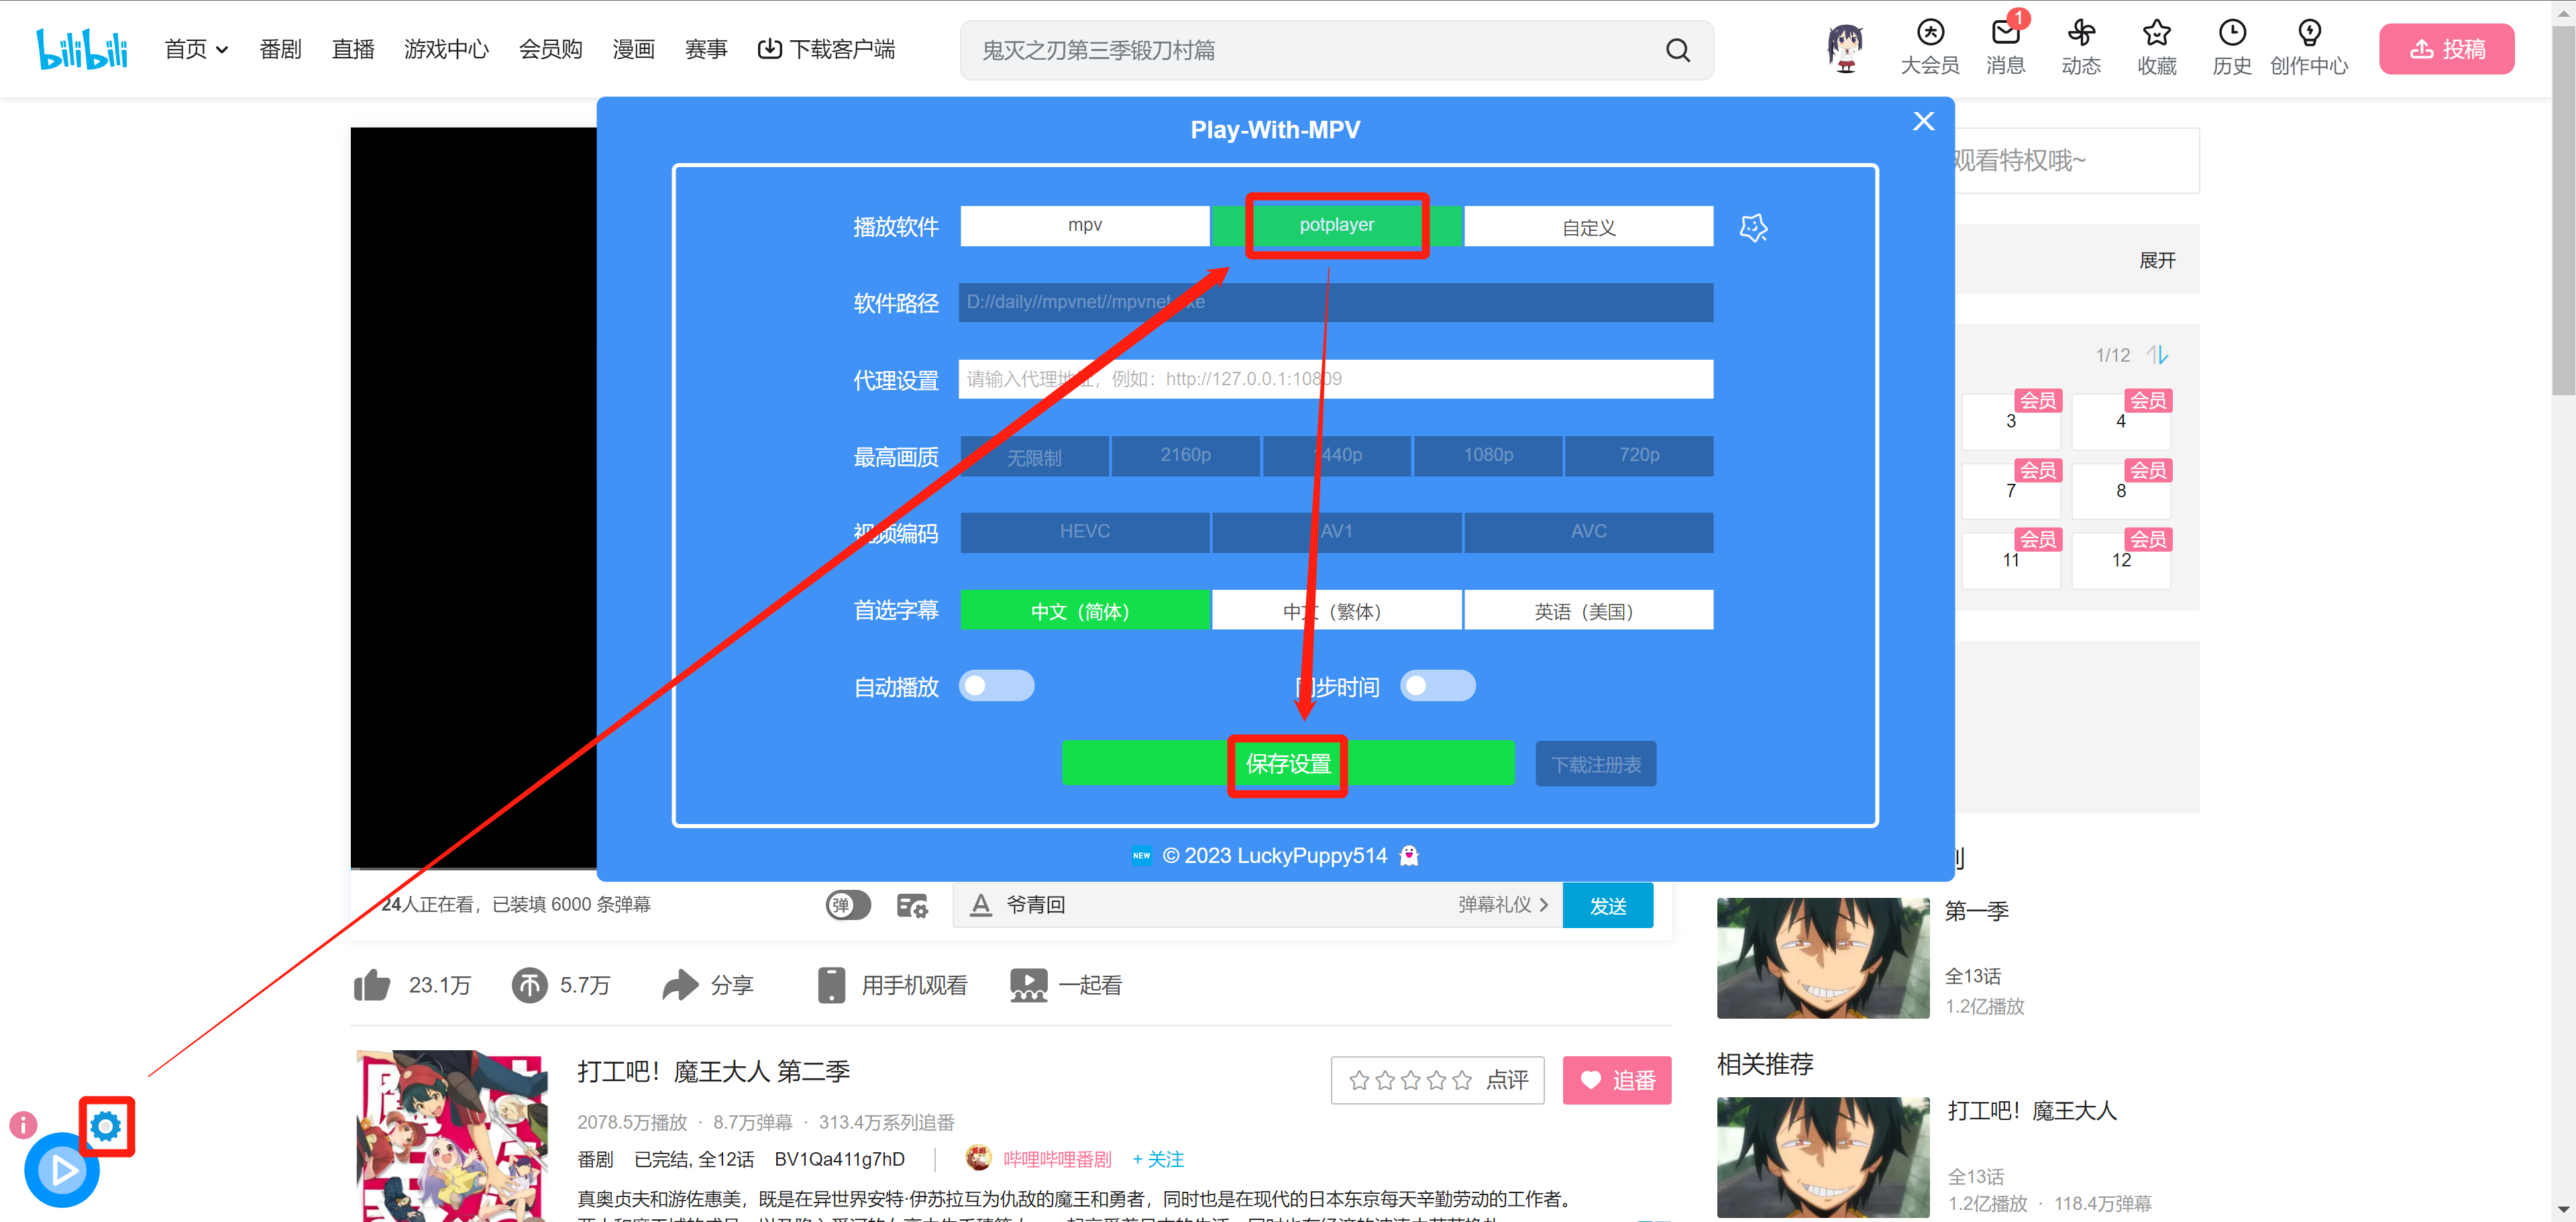 bilibili
首页
番剧
直播
游戏中心
会员购
漫画
赛事
下载客户端
鬼灭之刃第三季锻刀村篇
大会员
1
消息
动态
收藏
历史
创作中心
投稿
Play-With-MPV
观看特权哦~
播放软件
mpv
potplayer
自定义
展开
软件路径
D://daily//mpvnet//mpvnet.exe
1/12
代理设置
请输入代理地址，例如：http://127.0.0.1:10809
会员
3
会员
4
最高画质
无限制
2160p
1440p
1080p
720p
会员
7
会员
8
视频编码
HEVC
AV1
AVC
会员
11
会员
12
首选字幕
中文（简体）
中文（繁体）
英语（美国）
自动播放
同步时间
保存设置
下载注册表
NEW © 2023 LuckyPuppy514
24人正在看，已装填 6000 条弹幕
弹
A
爷青回
弹幕礼仪
发送
第一季
全13话
1.2亿播放
23.1万
5.7万
分享
用手机观看
一起看
相关推荐
打工吧！魔王大人 第二季
点评
追番
2078.5万播放 · 8.7万弹幕 · 313.4万系列追番
番剧 已完结, 全12话 BV1Qa411g7hD
哔哩哔哩番剧 + 关注
真奥贞夫和游佐惠美，既是在异世界安特·伊苏拉互为仇敌的魔王和勇者，同时也是在现代的日本东京每天辛勤劳动的工作者。
打工吧！魔王大人
全13话
1.2亿播放 · 118.4万弹幕